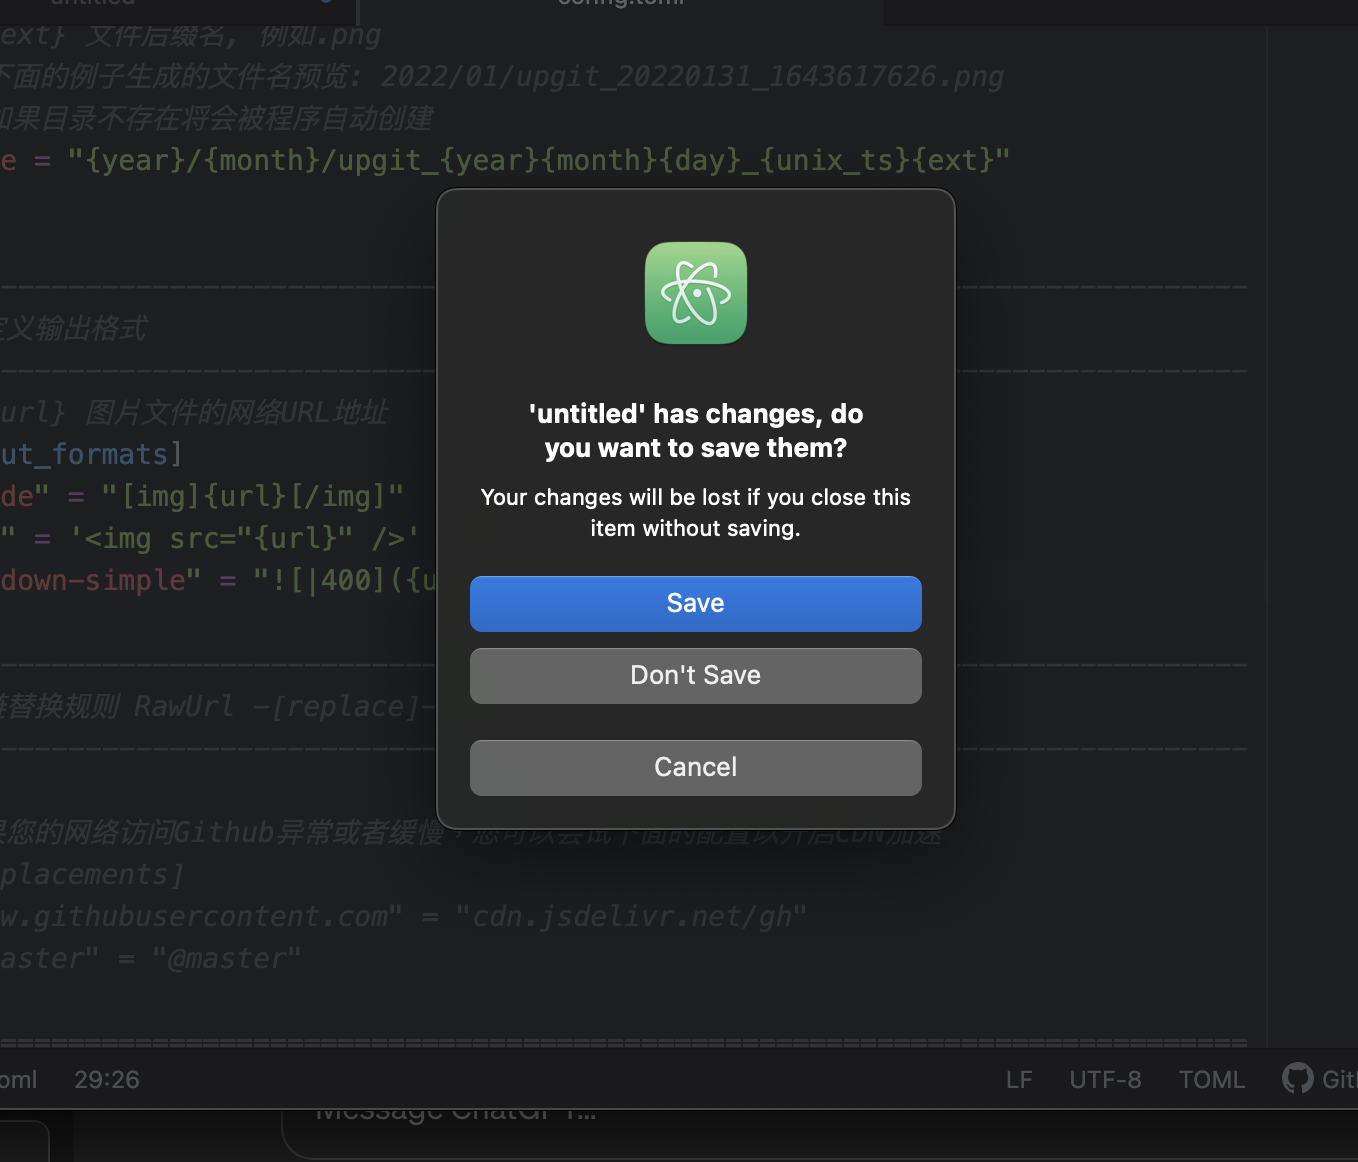 untitled config.toml
ext} 文件后缀名, 例如.png
下面的例子生成的文件名预览: 2022/01/upgit_20220131_1643617626.png
如果目录不存在将会被程序自动创建
e = "{year}/{month}/upgit_{year}{month}{day}_{unix_ts}{ext}"
定义输出格式
url} 图片文件的网络URL地址
ut_formats]
de" = "[img]{url}[/img]"
" = '<img src="{url}" />'
down-simple" = "![|400]({u
替换规则 RawUrl -[replace]-
果您的网络访问Github异常或者缓慢，您可以尝试下面的配置以开启CDN加速
placements]
w.githubusercontent.com" = "cdn.jsdelivr.net/gh"
aster" = "@master"
'untitled' has changes, do
you want to save them?
Your changes will be lost if you close this
item without saving.
Save
Don't Save
Cancel
oml 29:26 LF UTF-8 TOML Git
Message ChatGPT...